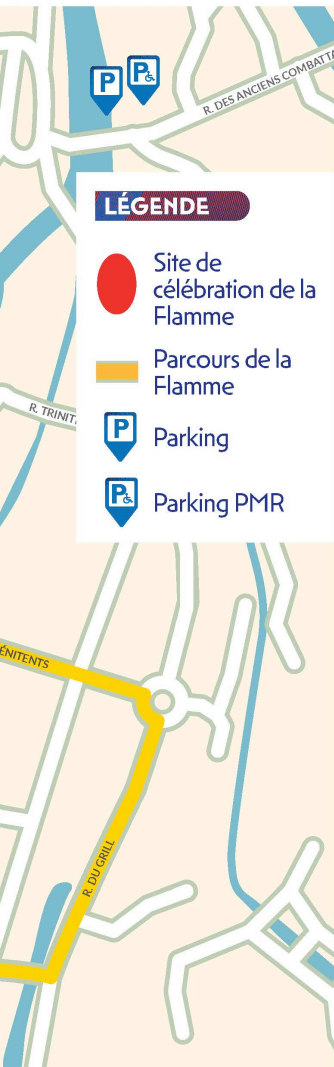 P
P
R. DES ANCIENS COMBATTA
LÉGENDE
Site de
célébration de la
Flamme
Parcours de la
Flamme
R. TRINIT
P
Parking
P
Parking PMR
ÉNITENTS
R. DU GRILL